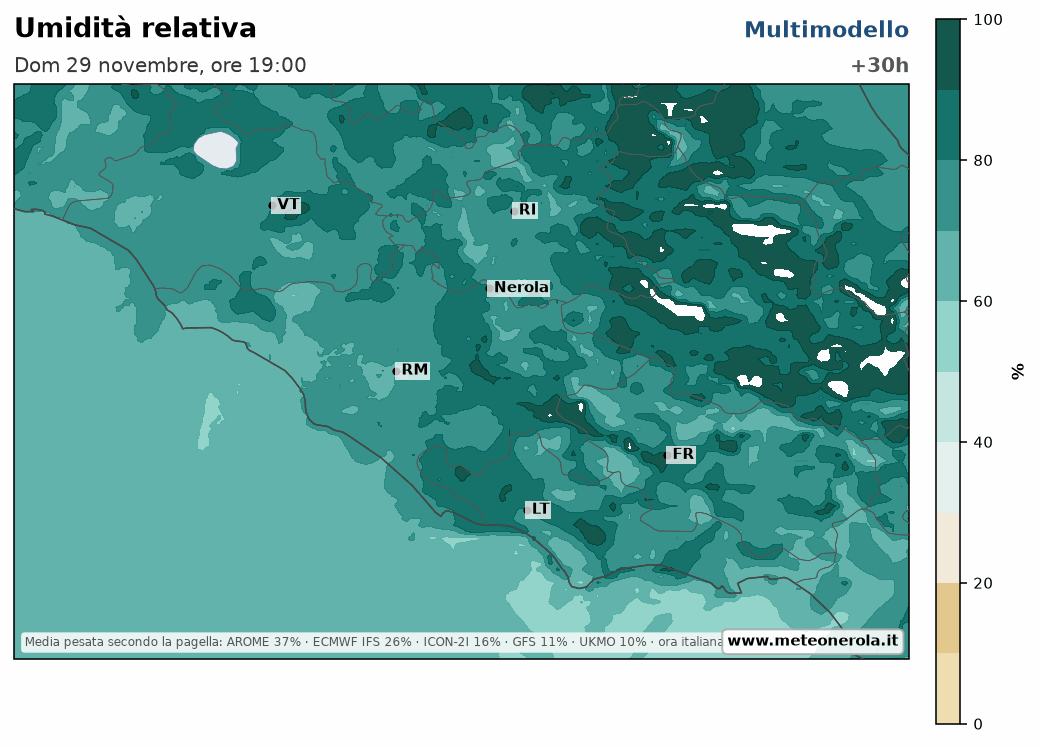 Umidità relativa
Multimodello
Dom 29 novembre, ore 19:00
+30h
100
80
60
40
20
0
%
VT
RI
Nerola
RM
FR
LT
Media pesata secondo la pagella: AROME 37% · ECMWF IFS 26% · ICON-2I 16% · GFS 11% · UKMO 10% · ora italiana
www.meteonerola.it